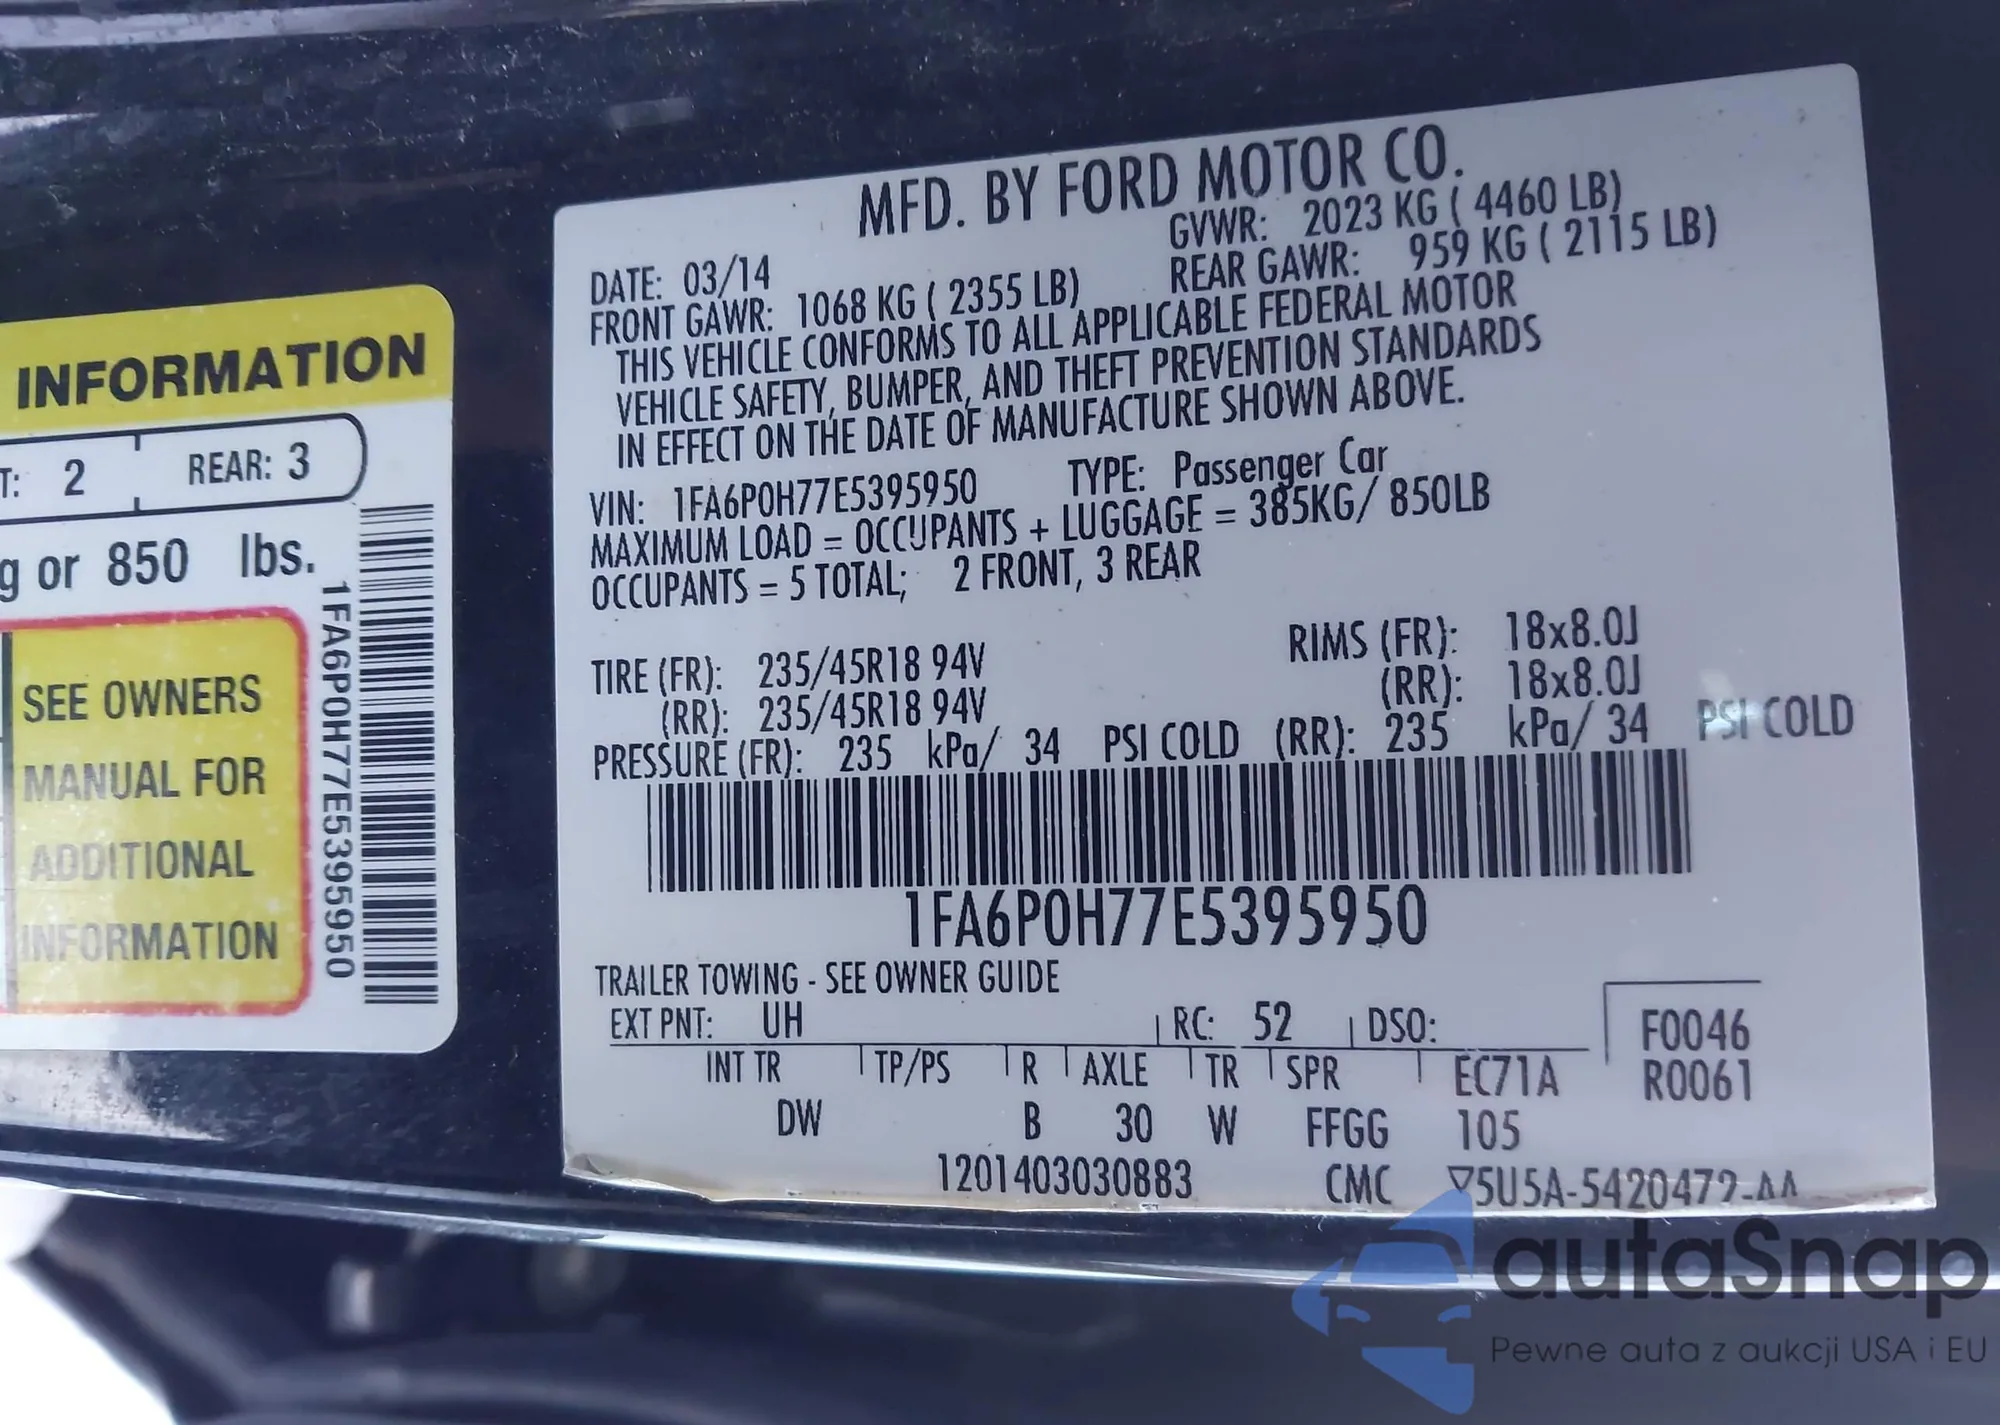 INFORMATION
T: 2 REAR: 3
g or 850 lbs.
SEE OWNERS
MANUAL FOR
ADDITIONAL
INFORMATION
1FA6P0H77E5395950
MFD. BY FORD MOTOR CO.
DATE: 03/14 GVWR: 2023 KG ( 4460 LB)
FRONT GAWR: 1068 KG ( 2355 LB) REAR GAWR: 959 KG ( 2115 LB)
THIS VEHICLE CONFORMS TO ALL APPLICABLE FEDERAL MOTOR
VEHICLE SAFETY, BUMPER, AND THEFT PREVENTION STANDARDS
IN EFFECT ON THE DATE OF MANUFACTURE SHOWN ABOVE.
VIN: 1FA6P0H77E5395950 TYPE: Passenger Car
MAXIMUM LOAD = OCCUPANTS + LUGGAGE = 385KG/ 850LB
OCCUPANTS = 5 TOTAL; 2 FRONT, 3 REAR
TIRE (FR): 235/45R18 94V RIMS (FR): 18x8.0J
(RR): 235/45R18 94V (RR): 18x8.0J
PRESSURE (FR): 235 kPa/ 34 PSI COLD (RR): 235 kPa/ 34 PSI COLD
1FA6P0H77E5395950
TRAILER TOWING - SEE OWNER GUIDE
EXT PNT: UH RC: 52 DSO: F0046
INT TR TP/PS R AXLE TR SPR EC71A R0061
DW B 30 W FFGG 105
1201403030883 CMC ▽5U5A-5420472-AA
autaSnap
Pewne auta z aukcji USA i EU